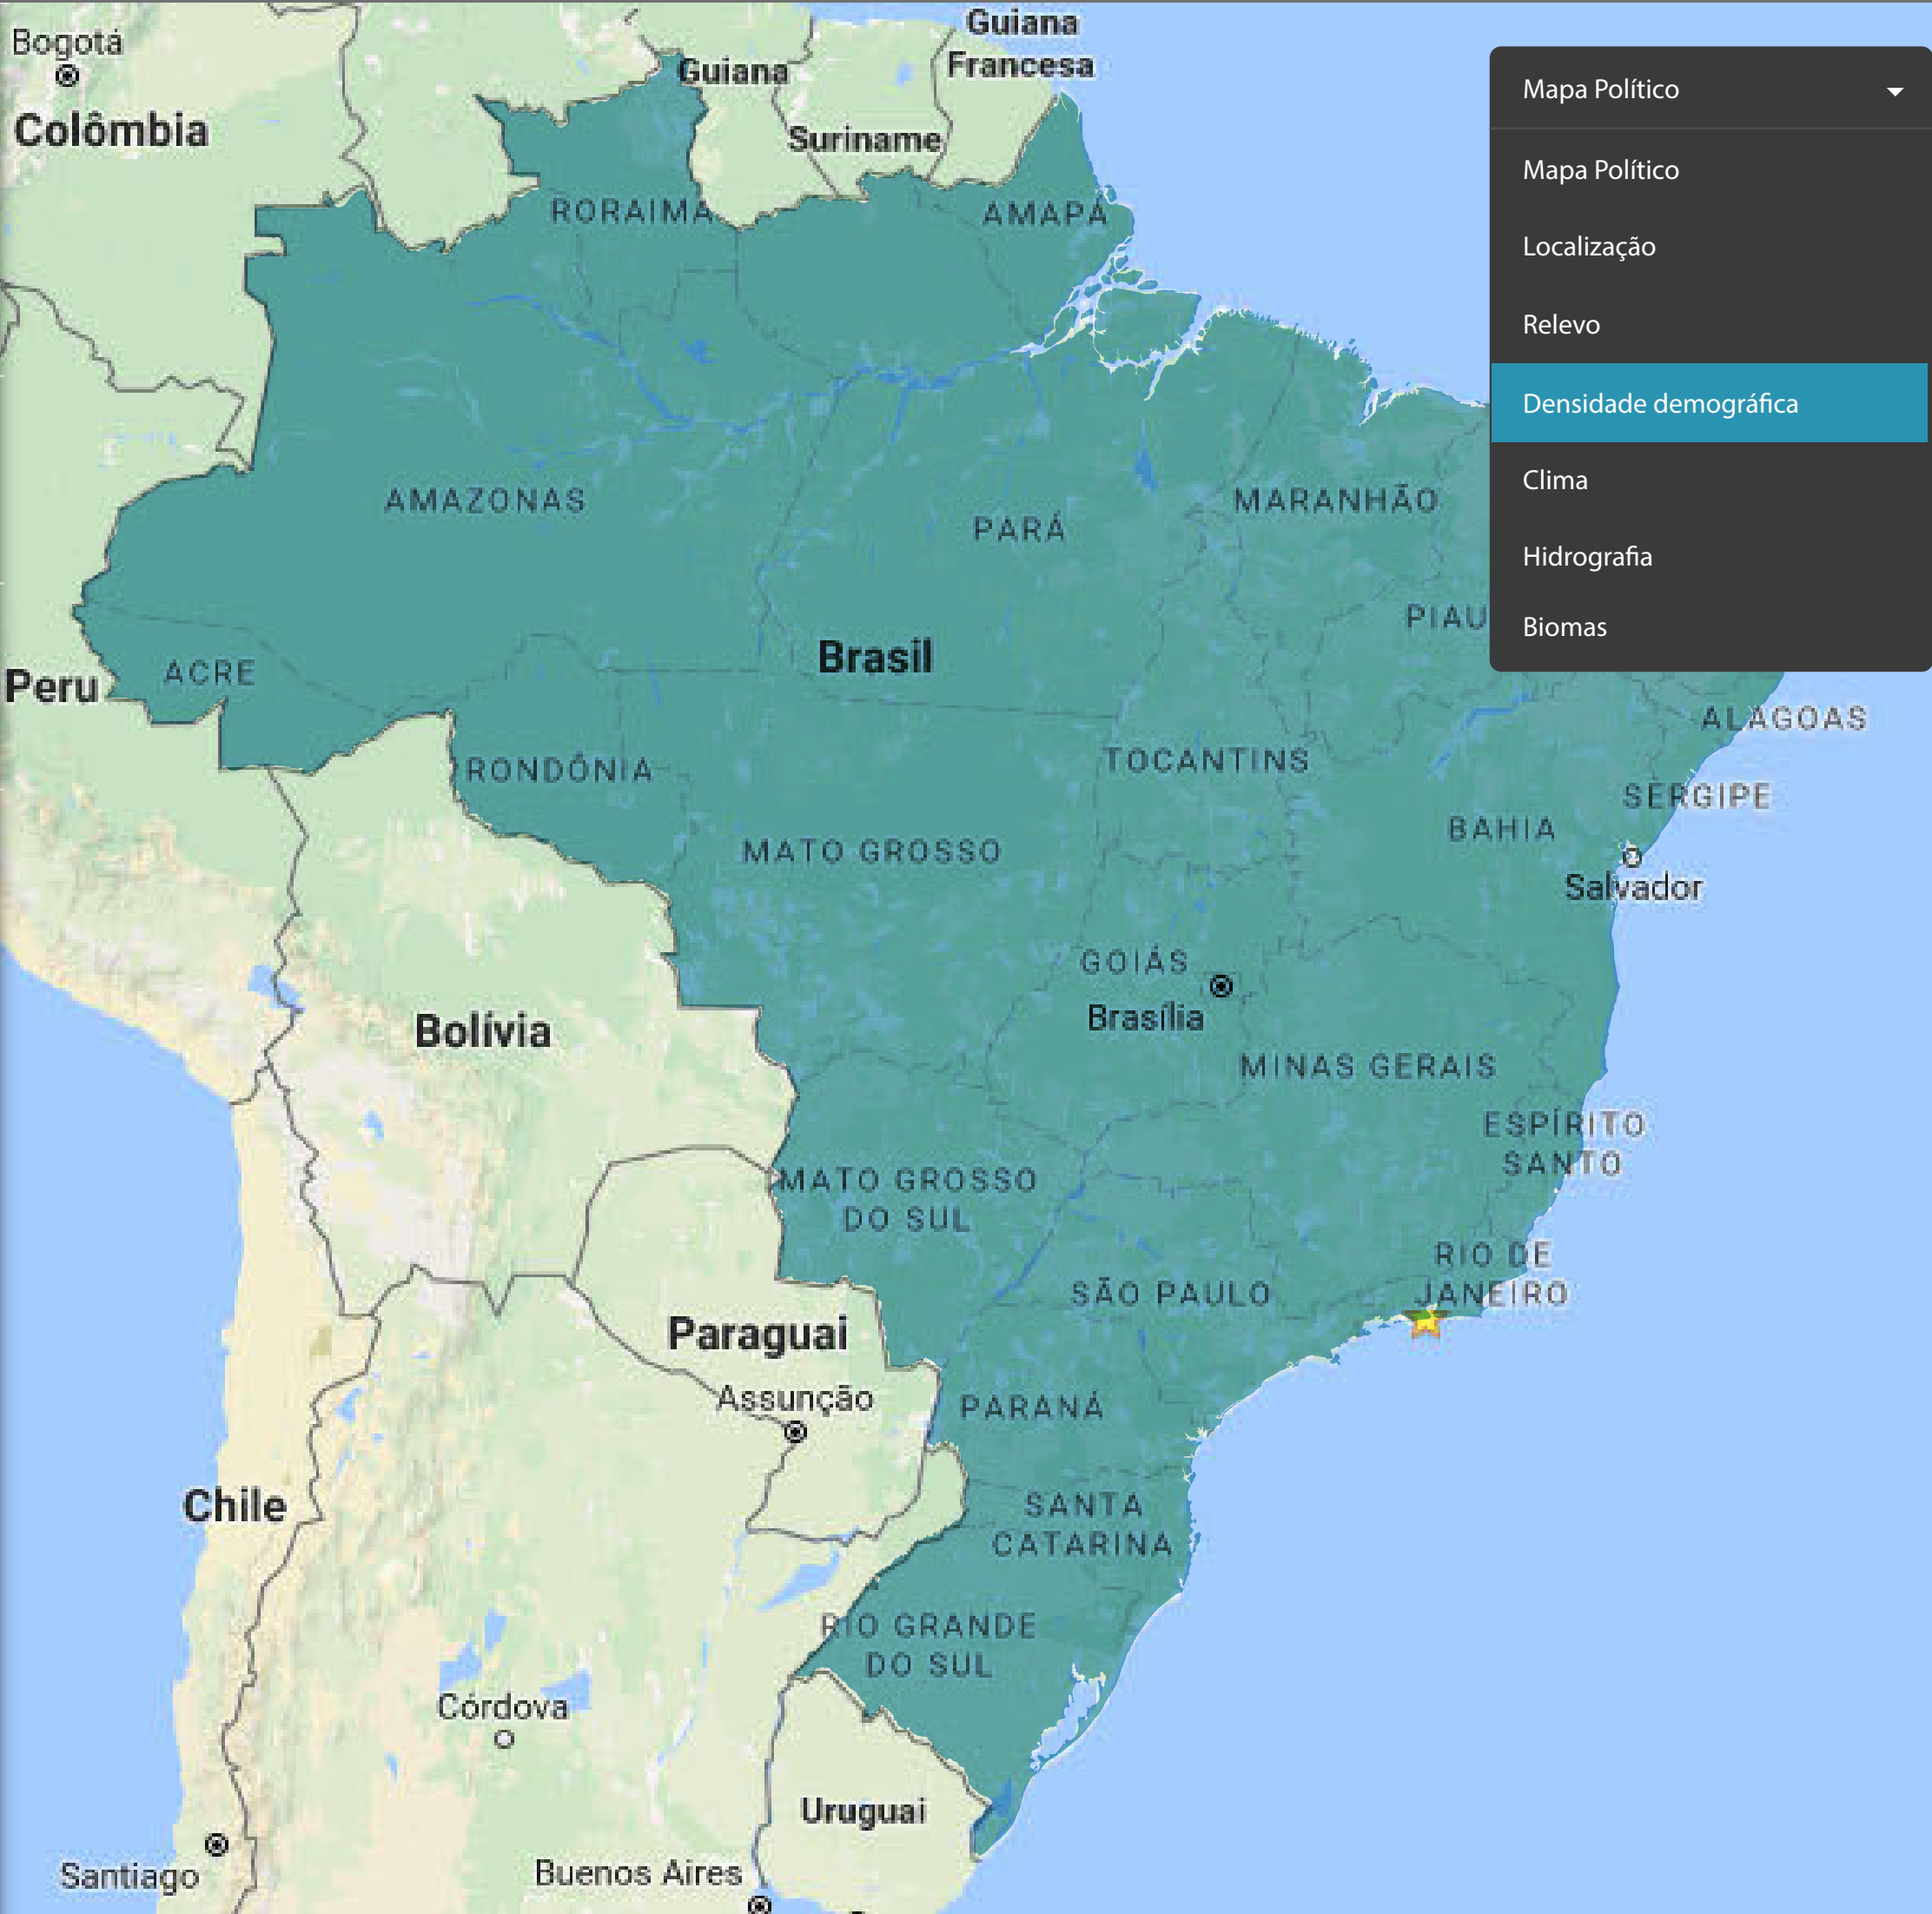 Bogotá
Colômbia
Guiana
Guiana
Francesa
Suriname
RORAIMA
AMAPÁ
Mapa Político
Mapa Político
Localização
Relevo
Densidade demográfica
Clima
Hidrografia
Biomas
AMAZONAS
PARÁ
MARANHÃO
PIAU
Brasil
ACRE
Peru
RONDÔNIA
TOCANTINS
ALAGOAS
SERGIPE
BAHIA
MATO GROSSO
Salvador
GOIÁS
Brasília
Bolívia
MINAS GERAIS
ESPÍRITO
SANTO
MATO GROSSO
DO SUL
RIO DE
JANEIRO
SÃO PAULO
Paraguai
Assunção
PARANÁ
Chile
SANTA
CATARINA
RIO GRANDE
DO SUL
Córdova
Uruguai
Santiago
Buenos Aires